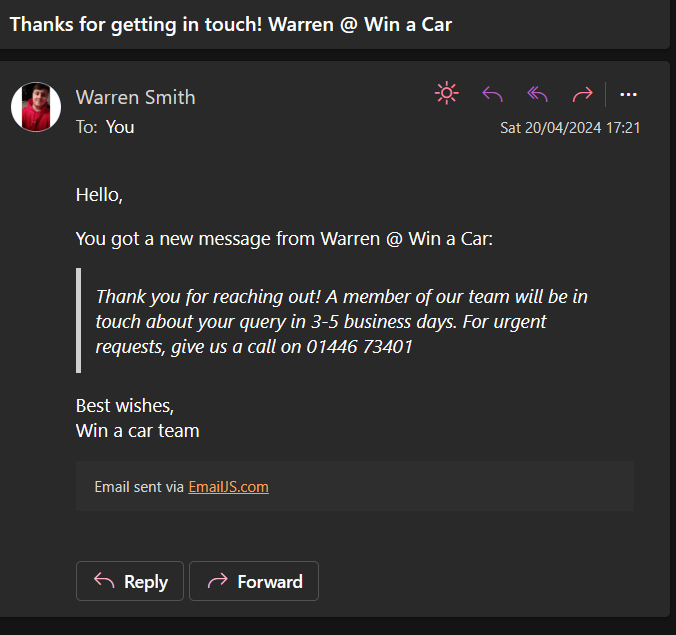 Thanks for getting in touch! Warren @ Win a Car
Warren Smith
To: You
Sat 20/04/2024 17:21
Hello,
You got a new message from Warren @ Win a Car:
Thank you for reaching out! A member of our team will be in
touch about your query in 3-5 business days. For urgent
requests, give us a call on 01446 73401
Best wishes,
Win a car team
Email sent via EmailJS.com
Reply
Forward